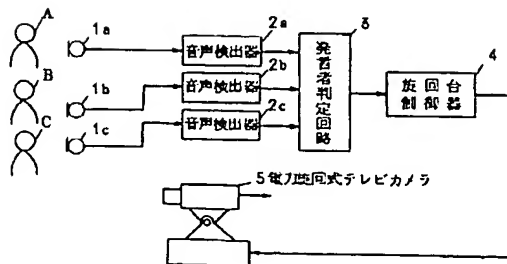 A
1a
音声検出器
2a
B
1b
音声検出器
2b
C
1c
音声検出器
2c
3
発言者判定回路
4
旋回台
制御器
5 電力旋回式テレビカメラ